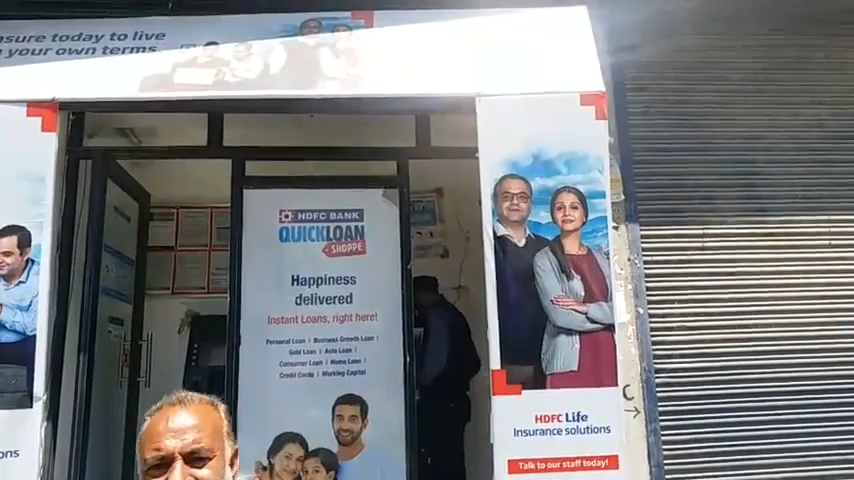 nsure today to live
your own terms.
HDFC BANK
QUICKLOAN
SHOPPE
Happiness
delivered
Instant Loans, right here!
Personal Loan | Business Growth Loan |
Gold Loan | Auto Loan |
Consumer Loan | Home Loan |
Credit Cards | Working Capital
HDFC Life
Insurance solutions
Talk to our staff today!